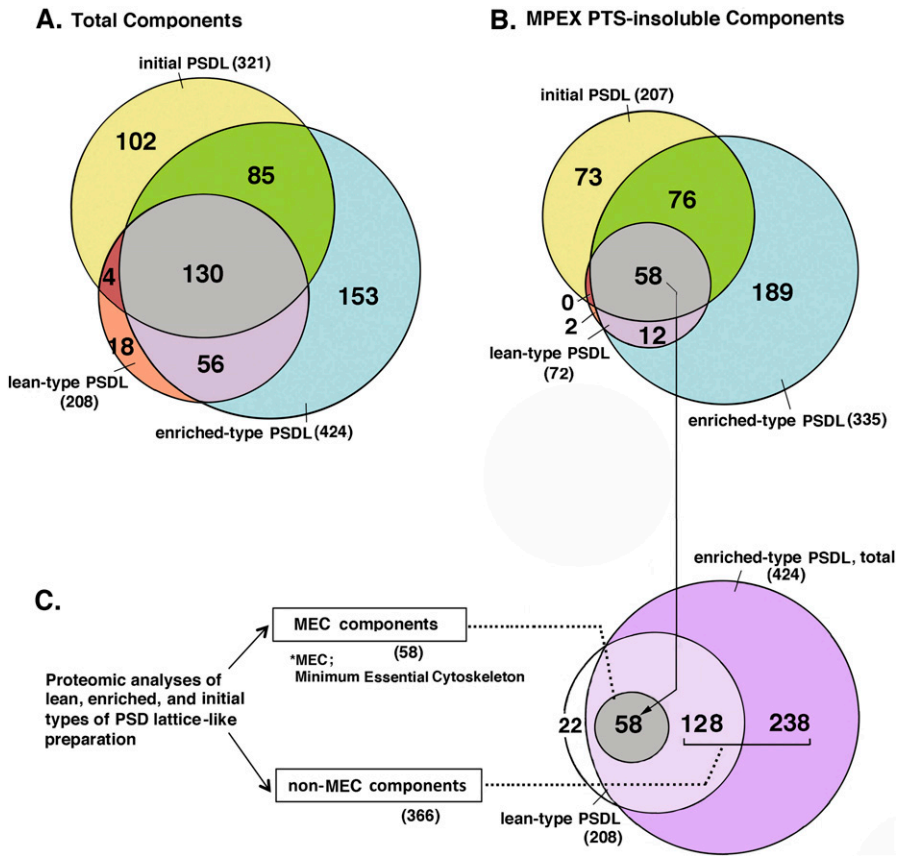 A. Total Components
initial PSDL (321)
102
85
4
130
153
18
56
lean-type PSDL
(208)
enriched-type PSDL (424)
B. MPEX PTS-insoluble Components
initial PSDL (207)
73
76
58
189
0
2
12
lean-type PSDL
(72)
enriched-type PSDL (335)
C.
enriched-type PSDL, total
(424)
MEC components
(58)
*MEC;
Minimum Essential Cytoskeleton
Proteomic analyses of
lean, enriched, and initial
types of PSD lattice-like
preparation
22
58
128
238
non-MEC components
(366)
lean-type PSDL
(208)